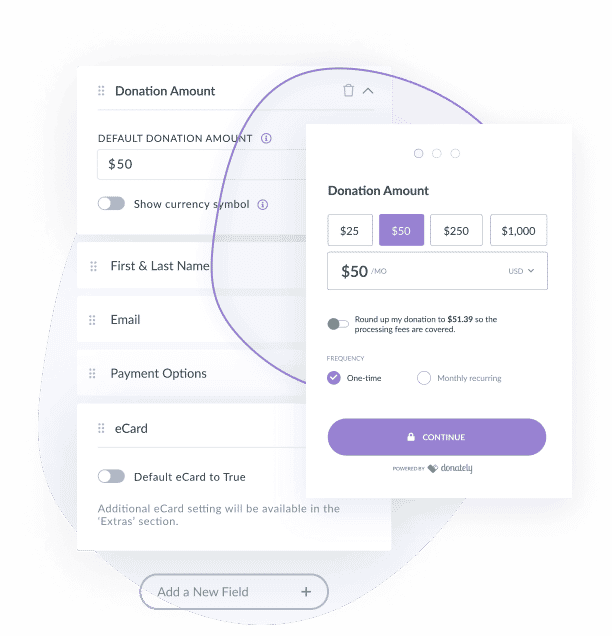 Donation Amount
DEFAULT DONATION AMOUNT
$50
Show currency symbol
First & Last Name
Email
Payment Options
eCard
Default eCard to True
Additional eCard setting will be available in the
‘Extras’ section.
Add a New Field
+
Donation Amount
$25
$50
$250
$1,000
$50 /MO
USD
Round up my donation to $51.39 so the
processing fees are covered.
FREQUENCY
One-time
Monthly recurring
CONTINUE
POWERED BY donately